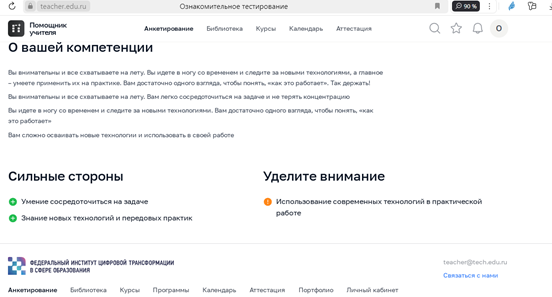 teacher.edu.ru
Ознакомительное тестирование
90 %
Помощник
учителя
Анкетирование Библиотека Курсы Календарь Аттестация
О
О вашей компетенции
Вы внимательны и все схватываете на лету. Вы идете в ногу со временем и следите за новыми технологиями, а главное
– умеете применить их на практике. Вам достаточно одного взгляда, чтобы понять, «как это работает». Так держать!
Вы внимательны и все схватываете на лету. Вам легко сосредоточиться на задаче и не терять концентрацию
Вы идете в ногу со временем и следите за новыми технологиями. Вам достаточно одного взгляда, чтобы понять, «как
это работает»
Вам сложно осваивать новые технологии и использовать в своей работе
Сильные стороны
Умение сосредоточиться на задаче
Знание новых технологий и передовых практик
Уделите внимание
Использование современных технологий в практической
работе
ФЕДЕРАЛЬНЫЙ ИНСТИТУТ ЦИФРОВОЙ ТРАНСФОРМАЦИИ
В СФЕРЕ ОБРАЗОВАНИЯ
teacher@tech.edu.ru
Связаться с нами
Анкетирование Библиотека Курсы Программы Календарь Аттестация Портфолио Личный кабинет